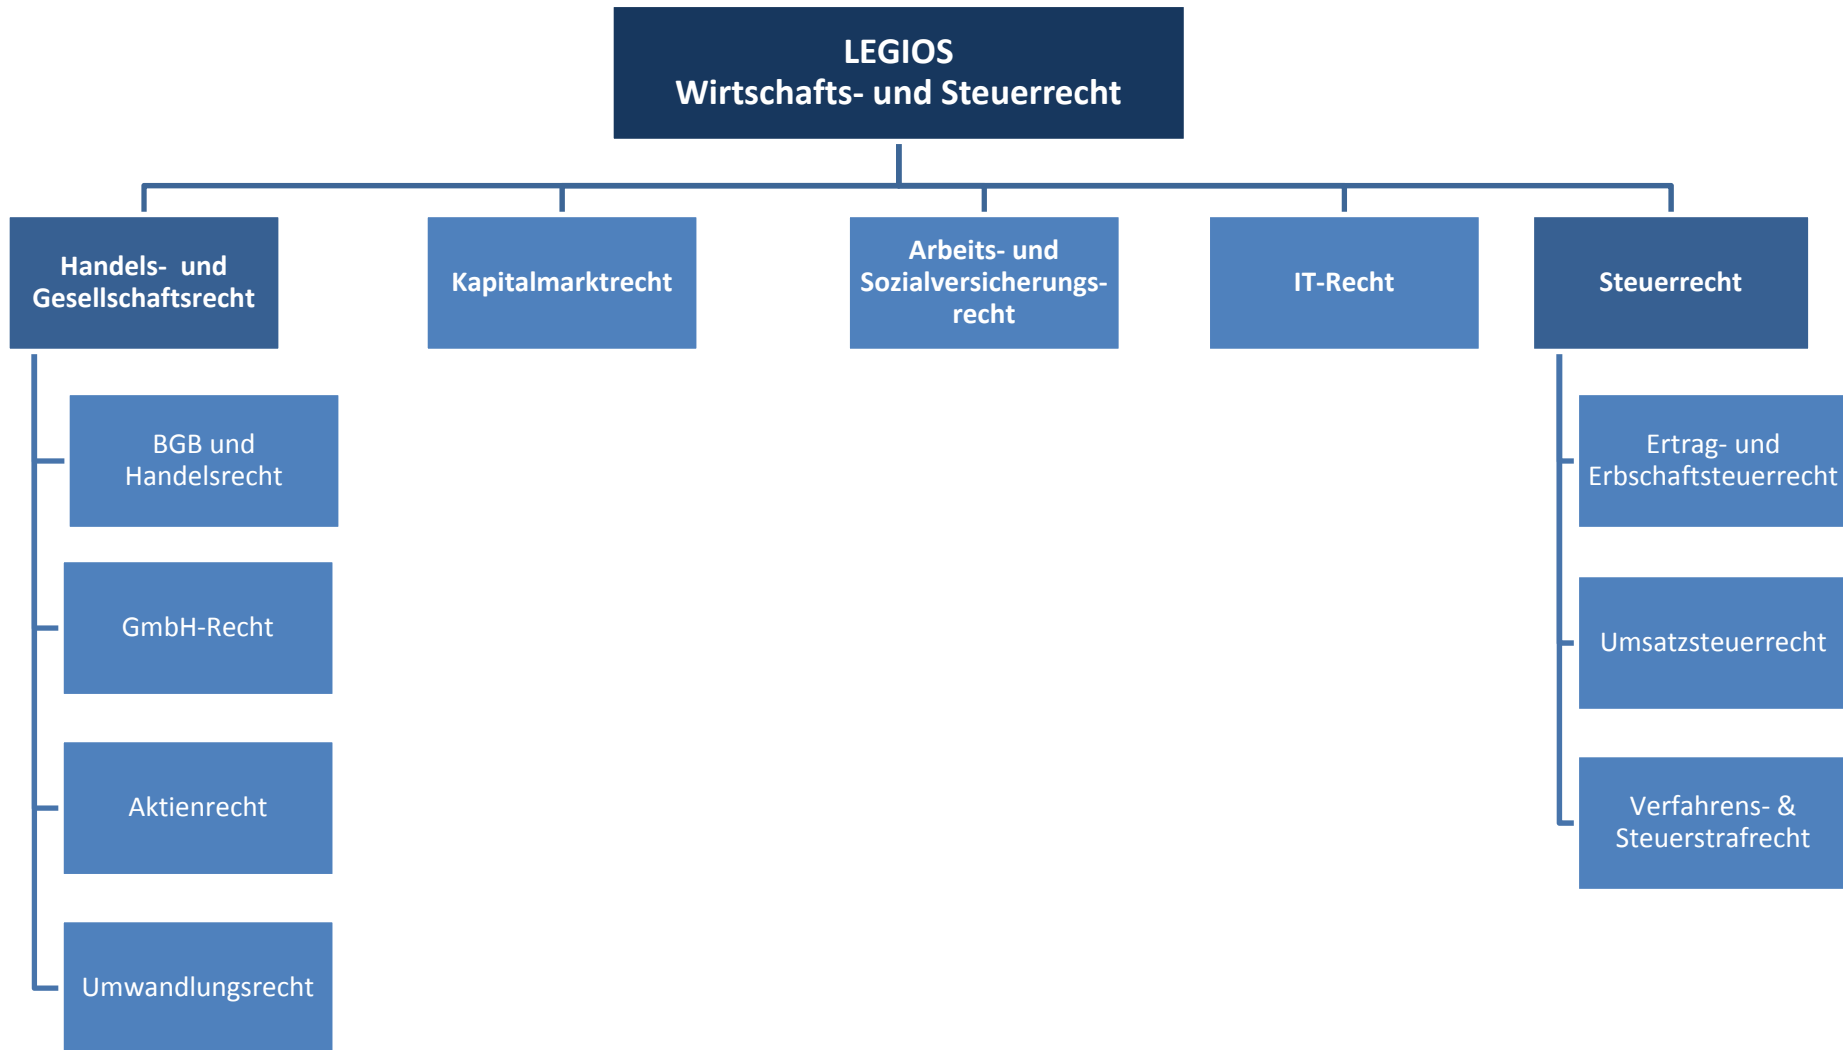 LEGIOS
Wirtschafts- und Steuerrecht
Handels- und
Gesellschaftsrecht
Kapitalmarktrecht
Arbeits- und
Sozialversicherungs-
recht
IT-Recht
Steuerrecht
BGB und
Handelsrecht
GmbH-Recht
Aktienrecht
Umwandlungsrecht
Ertrag- und
Erbschaftsteuerrecht
Umsatzsteuerrecht
Verfahrens- &
Steuerstrafrecht